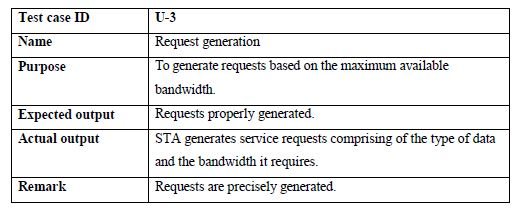 Test case ID U-3
Name Request generation
Purpose To generate requests based on the maximum available
bandwidth.
Expected output Requests properly generated.
Actual output STA generates service requests comprising of the type of data
and the bandwidth it requires.
Remark Requests are precisely generated.